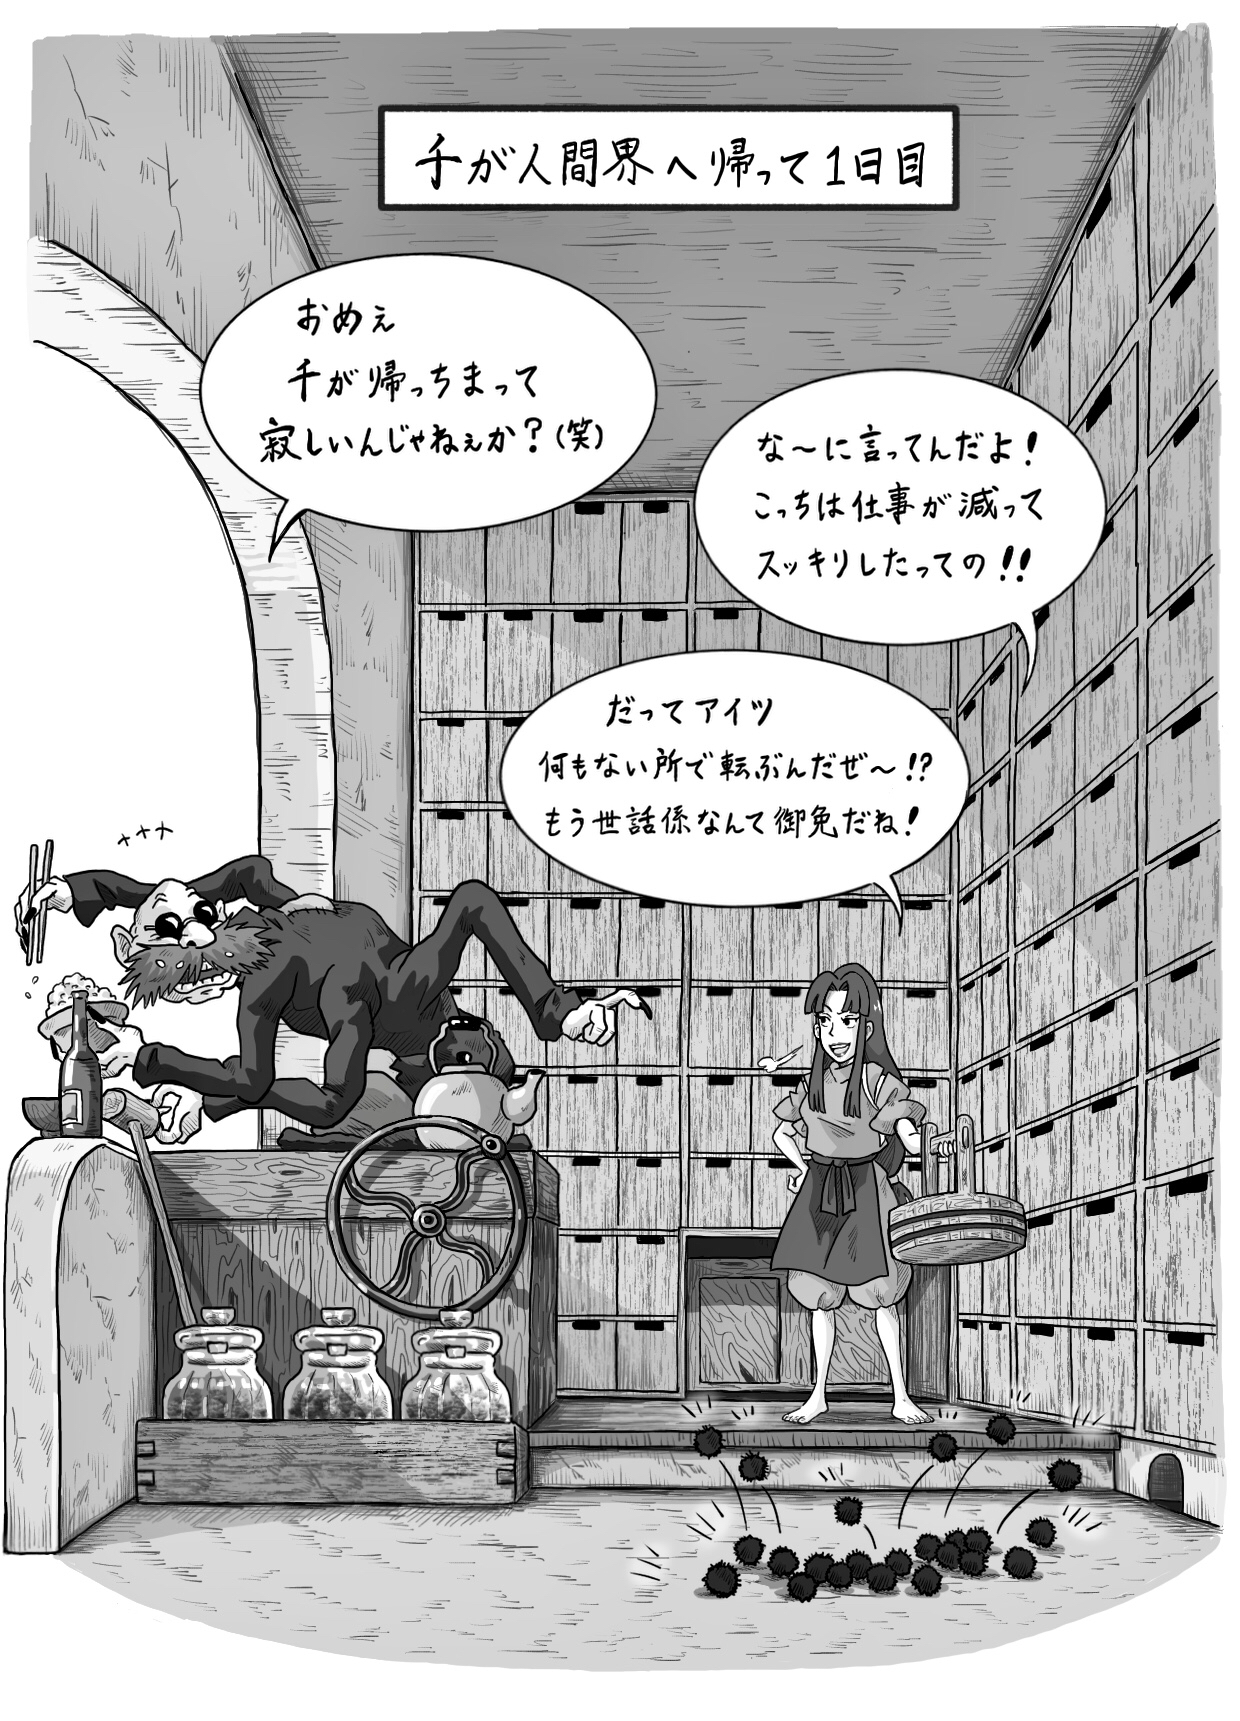 千が人間界へ帰って1日目
おめぇ
千が帰っちまって
寂しいんじゃねぇか?(笑)
な〜に言ってんだよ!
こっちは仕事が減って
スッキリしたっての!!
だってアイツ
何もない所で転ぶんだぜ〜!?
もう世話係なんて御免だね!